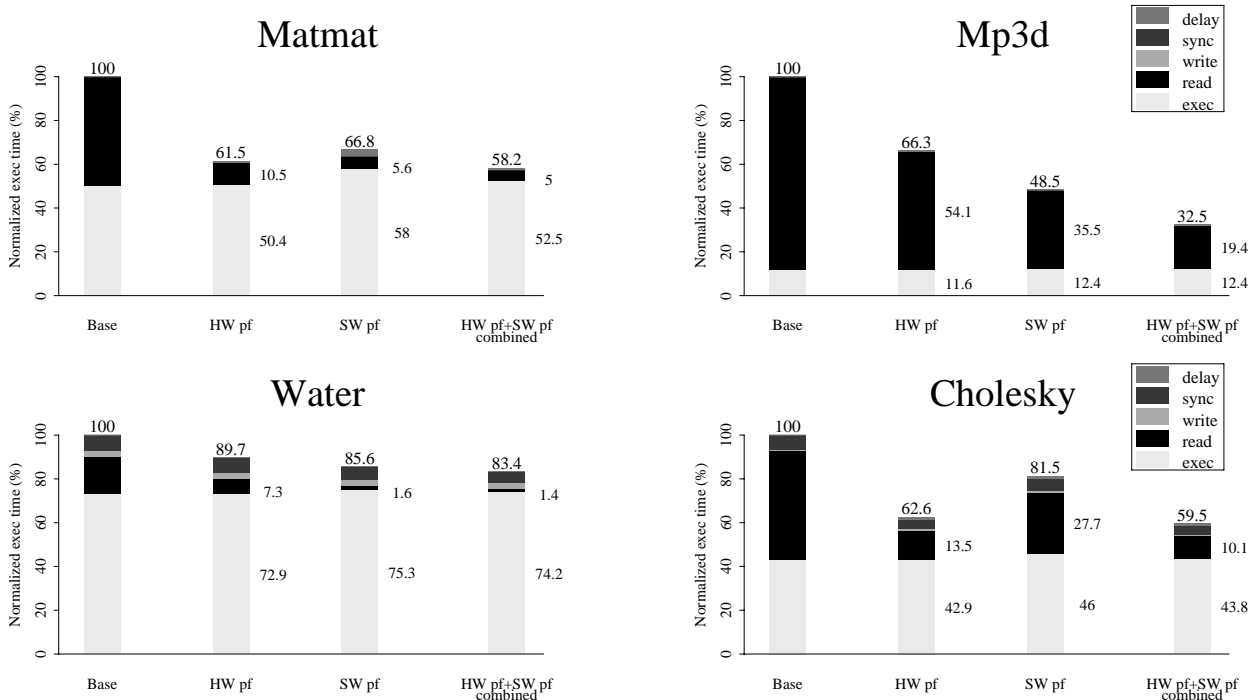 Matmat
Normalized exec time (%)
0 20 40 60 80 100
100
61.5
10.5
50.4
66.8
5.6
58
58.2
5
52.5
Base HW pf SW pf HW pf+SW pf
combined
Mp3d
delay
sync
write
read
exec
Normalized exec time (%)
0 20 40 60 80 100
100
66.3
54.1
11.6
48.5
35.5
12.4
32.5
19.4
12.4
Base HW pf SW pf HW pf+SW pf
combined
Water
Normalized exec time (%)
0 20 40 60 80 100
100
89.7
7.3
72.9
85.6
1.6
75.3
83.4
1.4
74.2
Base HW pf SW pf HW pf+SW pf
combined
Cholesky
delay
sync
write
read
exec
Normalized exec time (%)
0 20 40 60 80 100
100
62.6
13.5
42.9
81.5
27.7
46
59.5
10.1
43.8
Base HW pf SW pf HW pf+SW pf
combined